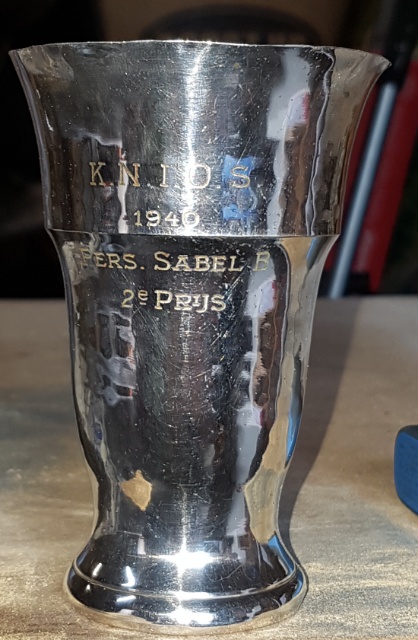 K.N.I.O.S
1940
PERS. SABEL B
2e PRIJS